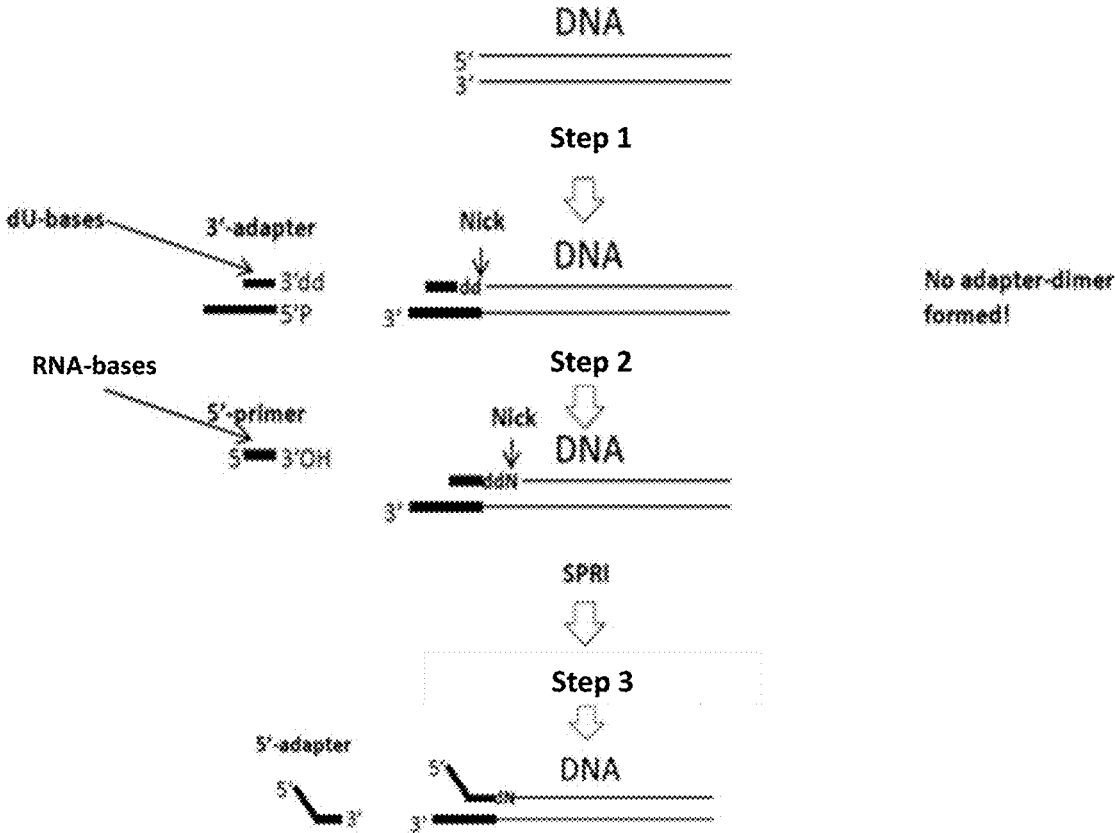 DNA
5'
3'
Step 1
dU-bases
3'-adapter
Nick
DNA
3'dd
dd
No adapter-dimer
formed!
5'P
3'
RNA-bases
Step 2
5'-primer
Nick
DNA
5 3'OH
ddN
3'
SPRI
Step 3
5'-adapter
5'
5'
DNA
dN
3'
3'